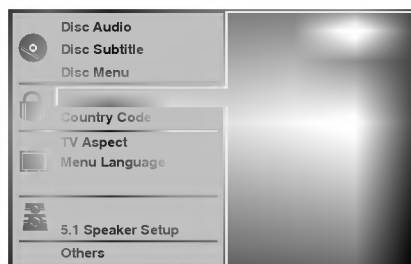 Disc Audio
Disc Subtitle
Disc Menu
Country Code
TV Aspect
Menu Language
5.1 Speaker Setup
Others